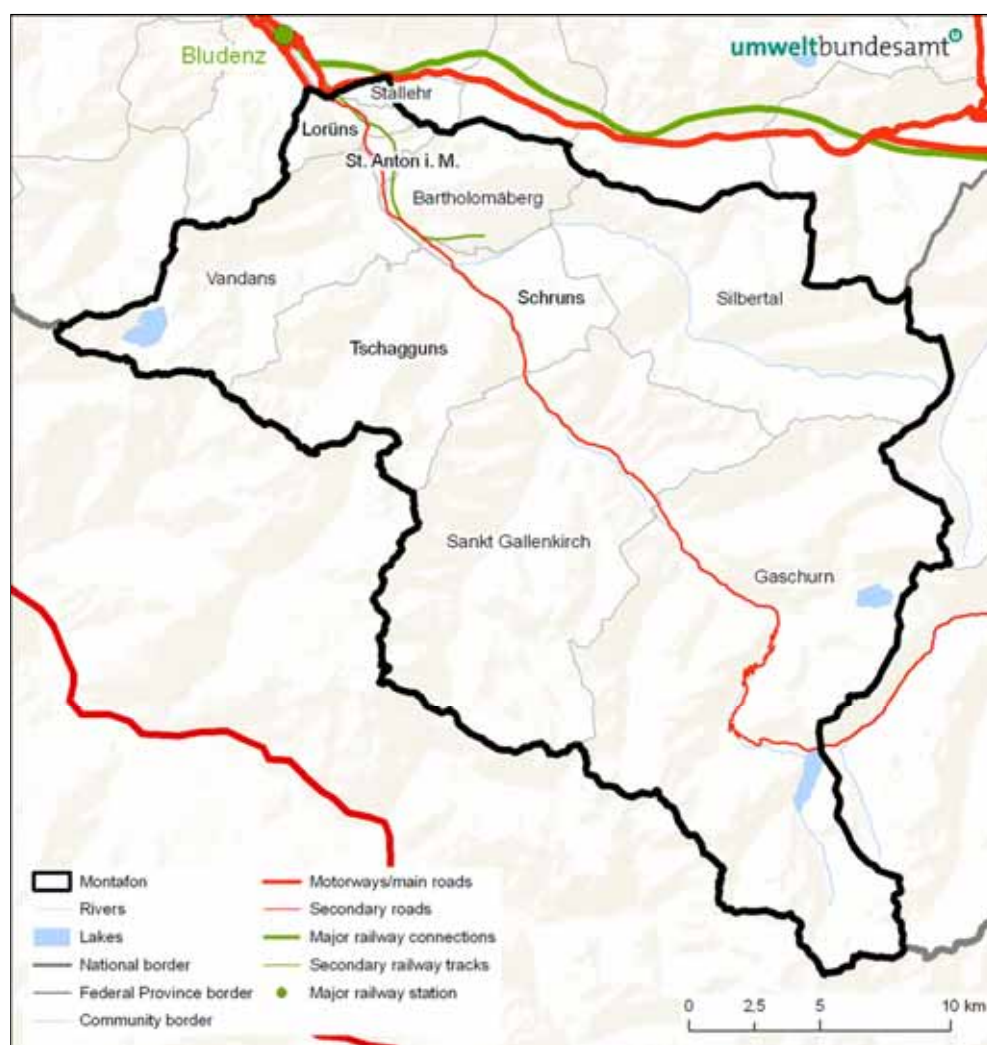 umweltbundesamt
Bludenz
Stallehr
Lorüns
St. Anton i. M.
Bartholomäberg
Vandans
Schruns
Silbertal
Tschagguns
Sankt Gallenkirch
Gaschurn
Montafon
Rivers
Lakes
National border
Federal Province border
Community border
Motorways/main roads
Secondary roads
Major railway connections
Secondary railway tracks
Major railway station
0 2,5 5 10 km